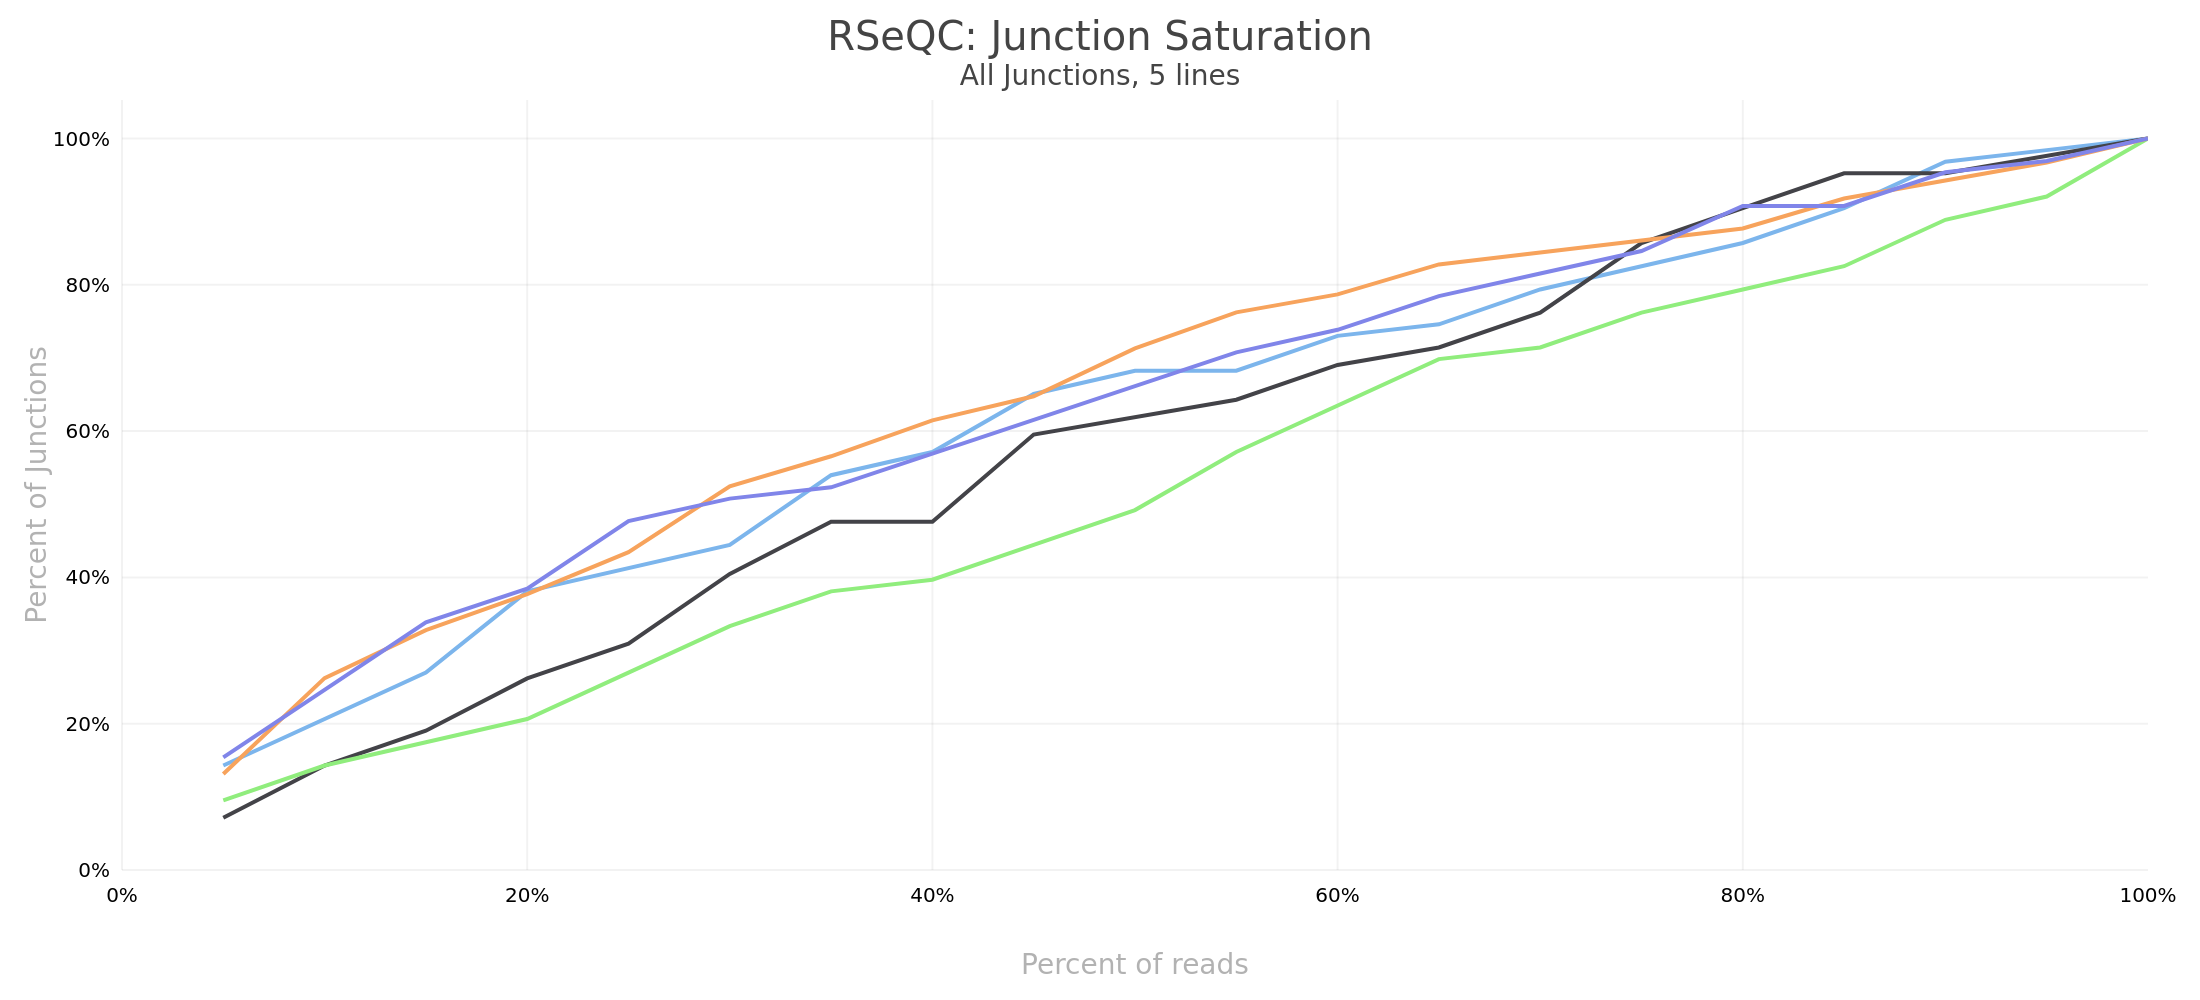 RSeQC: Junction Saturation
All Junctions, 5 lines
Percent of Junctions
100%
80%
60%
40%
20%
0%
0% 20% 40% 60% 80% 100%
Percent of reads